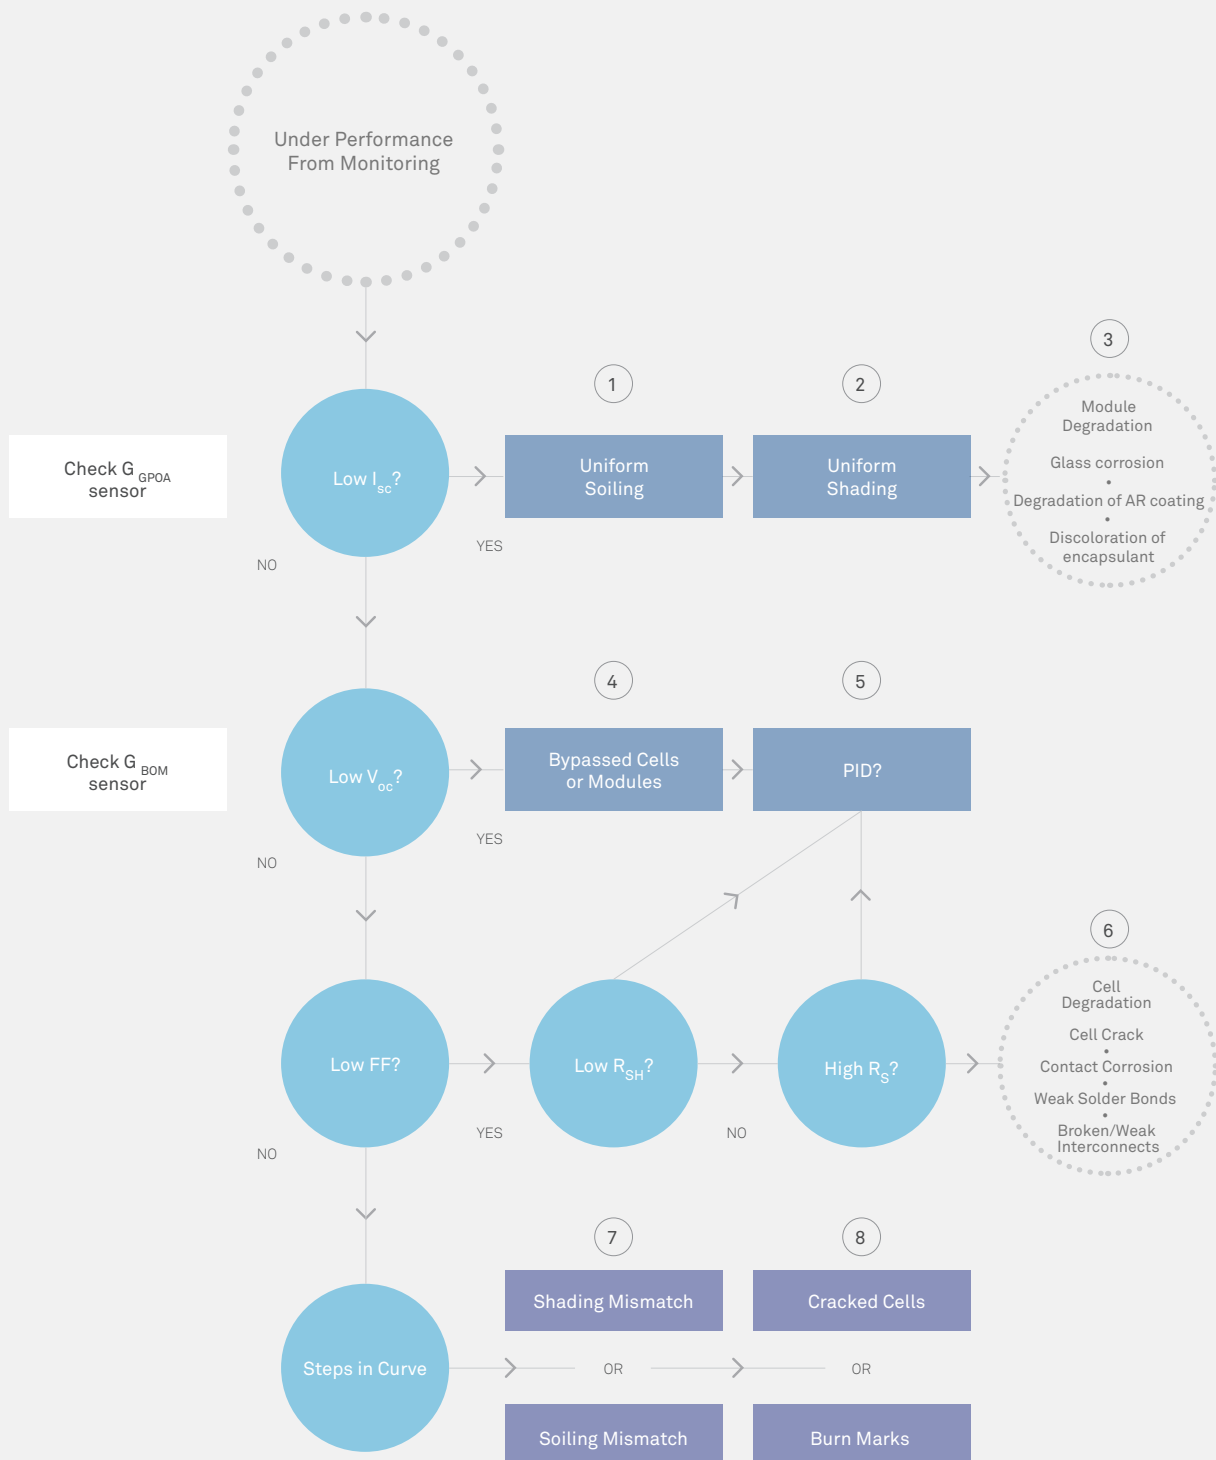 Under Performance
From Monitoring
3
1
2
Module
Degradation
Glass corrosion
•
Degradation of AR coating
•
Discoloration of
encapsulant
Check G GPOA
sensor
Low Isc?
Uniform
Soiling
Uniform
Shading
YES
NO
4
5
Check G BOM
sensor
Low Voc?
Bypassed Cells
or Modules
PID?
YES
NO
6
Cell
Degradation
Cell Crack
•
Contact Corrosion
•
Weak Solder Bonds
•
Broken/Weak
Interconnects
Low FF?
Low RSH?
High RS?
NO
YES
NO
7
8
Shading Mismatch
Cracked Cells
Steps in Curve
OR
OR
Soiling Mismatch
Burn Marks